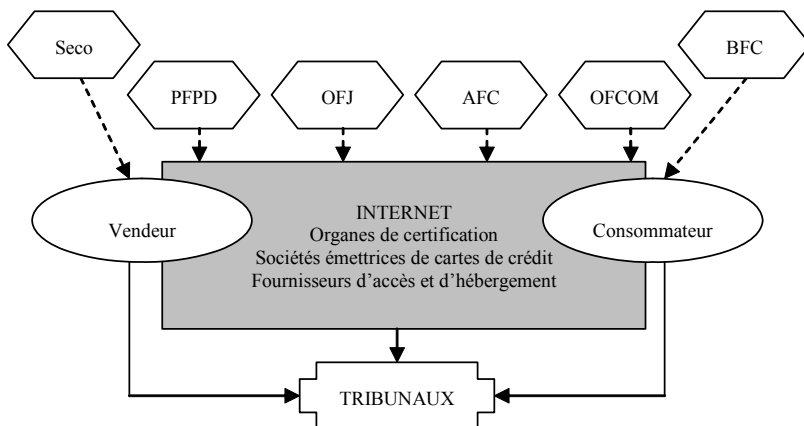 Seco
BFC
PFPD
OFJ
AFC
OFCOM
INTERNET
Organes de certification
Sociétés émettrices de cartes de crédit
Fournisseurs d'accès et d'hébergement
Vendeur
Consommateur
TRIBUNAUX